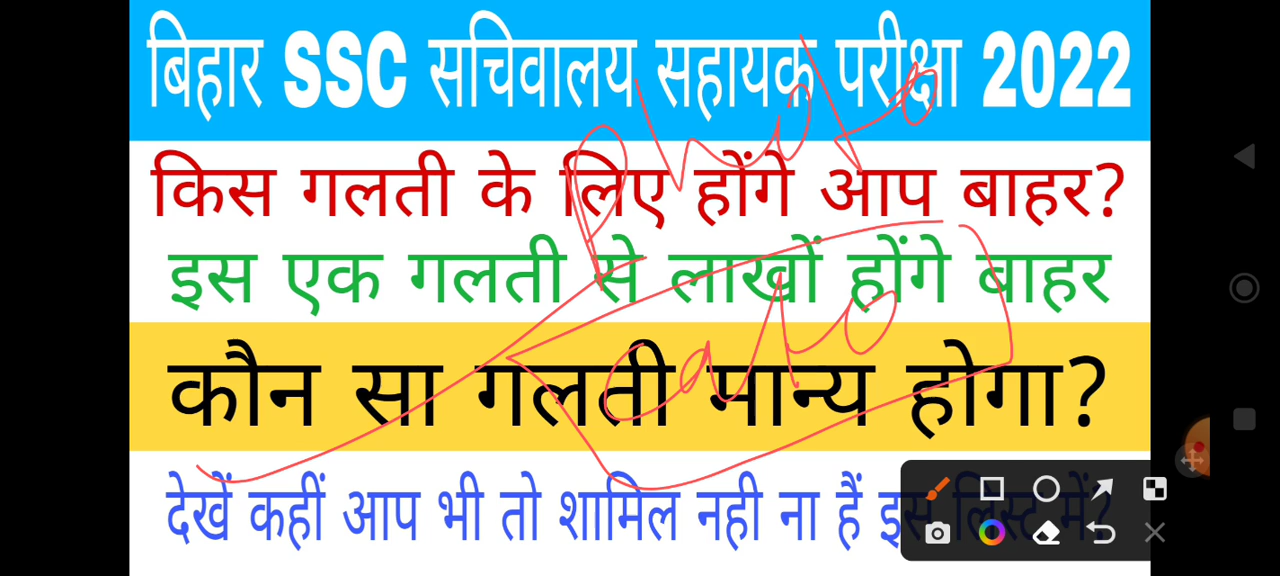 बिहार SSC सचिवालय सहायक परीक्षा 2022
किस गलती के लिए होंगे आप बाहर?
इस एक गलती से लाखों होंगे बाहर
कौन सा गलती मान्य होगा?
देखें कहीं आप भी तो शामिल नही ना हैं इस लिस्ट में?
Photo